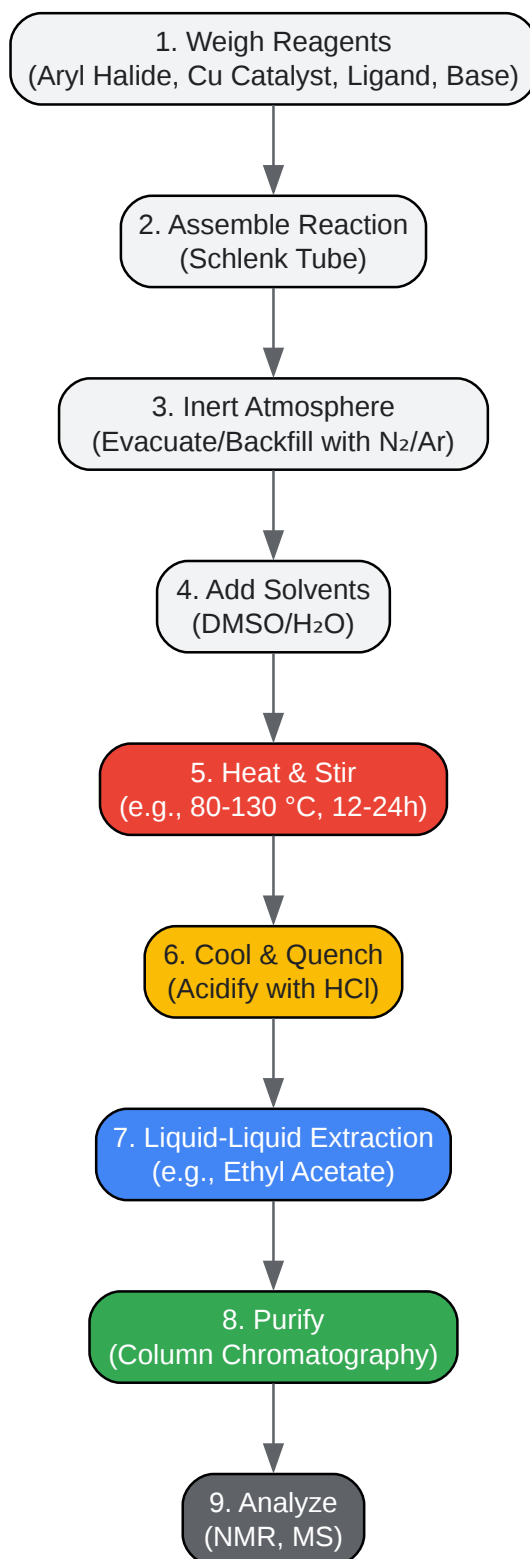 1. Weigh Reagents
(Aryl Halide, Cu Catalyst, Ligand, Base)
2. Assemble Reaction
(Schlenk Tube)
3. Inert Atmosphere
(Evacuate/Backfill with N₂/Ar)
4. Add Solvents
(DMSO/H₂O)
5. Heat & Stir
(e.g., 80-130 °C, 12-24h)
6. Cool & Quench
(Acidify with HCl)
7. Liquid-Liquid Extraction
(e.g., Ethyl Acetate)
8. Purify
(Column Chromatography)
9. Analyze
(NMR, MS)